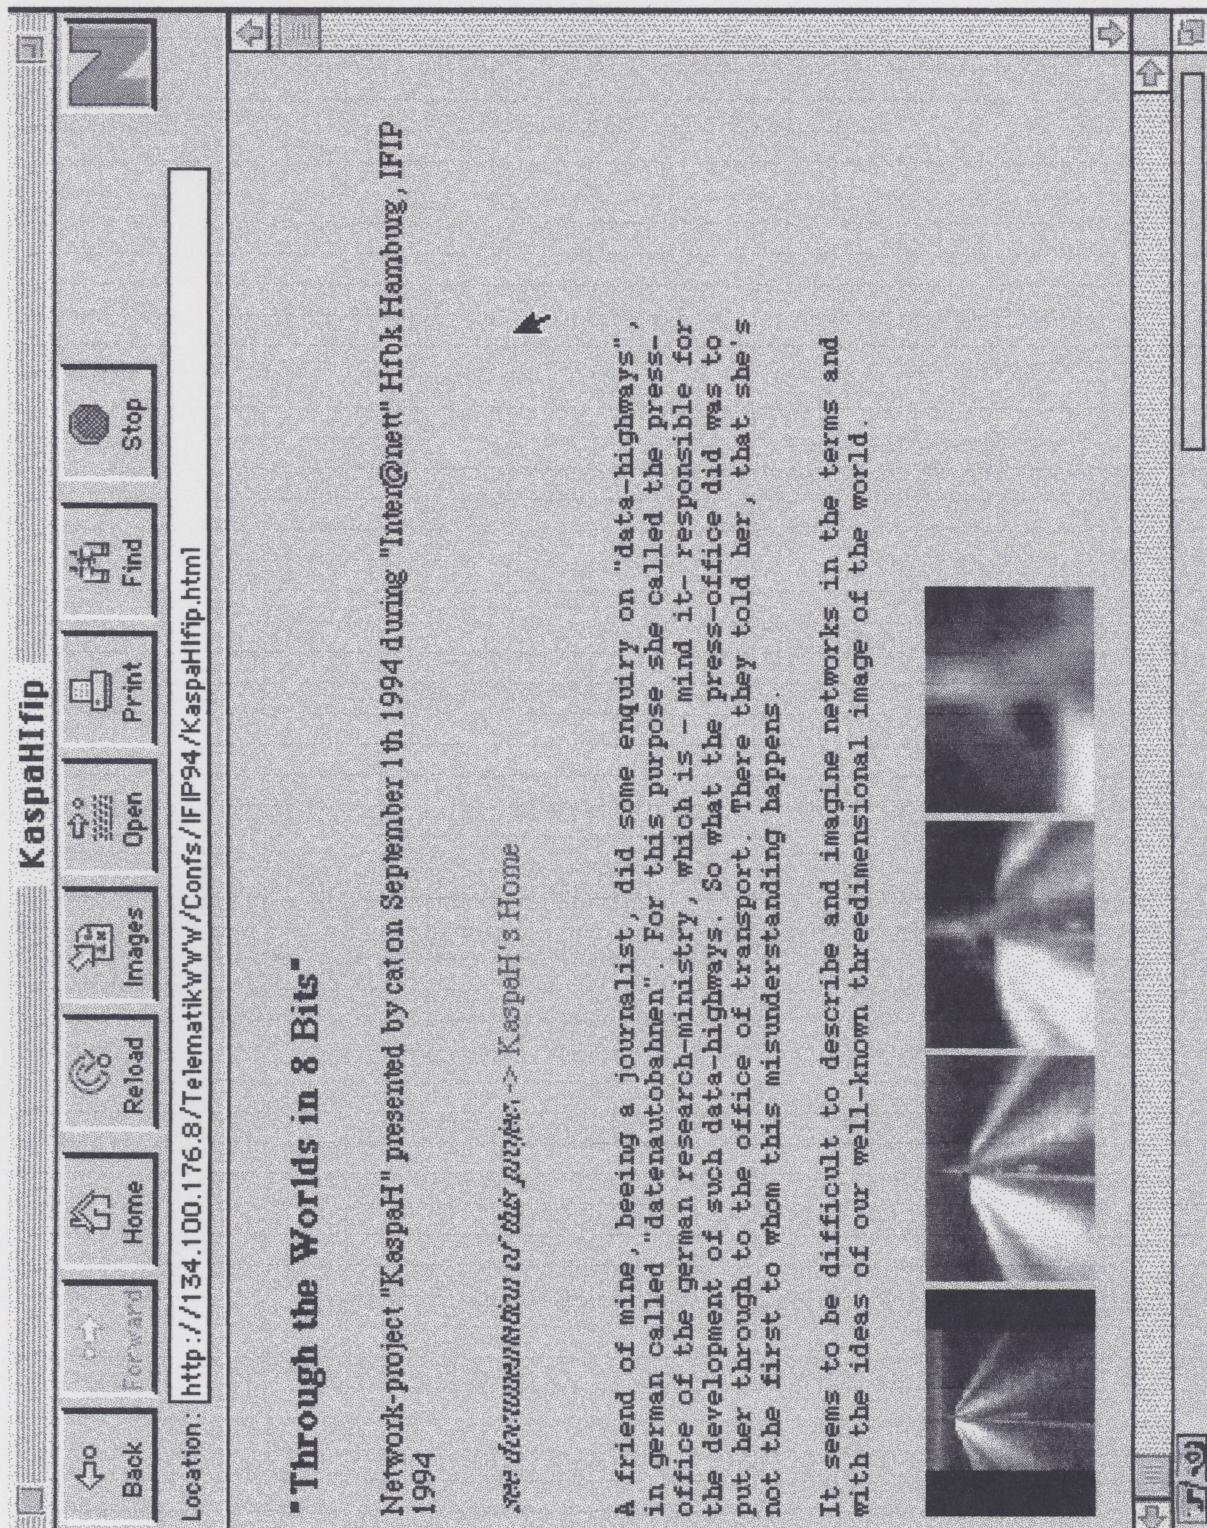 KaspaHIfip
Back Forward Home Reload Images Open Print Find Stop
N
Location: http://134.100.176.8/TelematikWWW/Confs/IFIP94/KaspaHIfip.html
"Through the Worlds in 8 Bits"
Network-project "KaspaH" presented by cat on September 1th 1994 during "Inter@nett" Hfbk Hamburg, IFIP
1994
see documentation of this project -> KaspaH's Home
A friend of mine, beeing a journalist, did some enquiry on "data-highways",
in german called "datenautobahnen". For this purpose she called the press-
office of the german research-ministry, which is - mind it- responsible for
the development of such data-highways. So what the press-office did was to
put her through to the office of transport. There they told her, that she's
not the first to whom this misunderstanding happens.
It seems to be difficult to describe and imagine networks in the terms and
with the ideas of our well-known threedimensional image of the world.